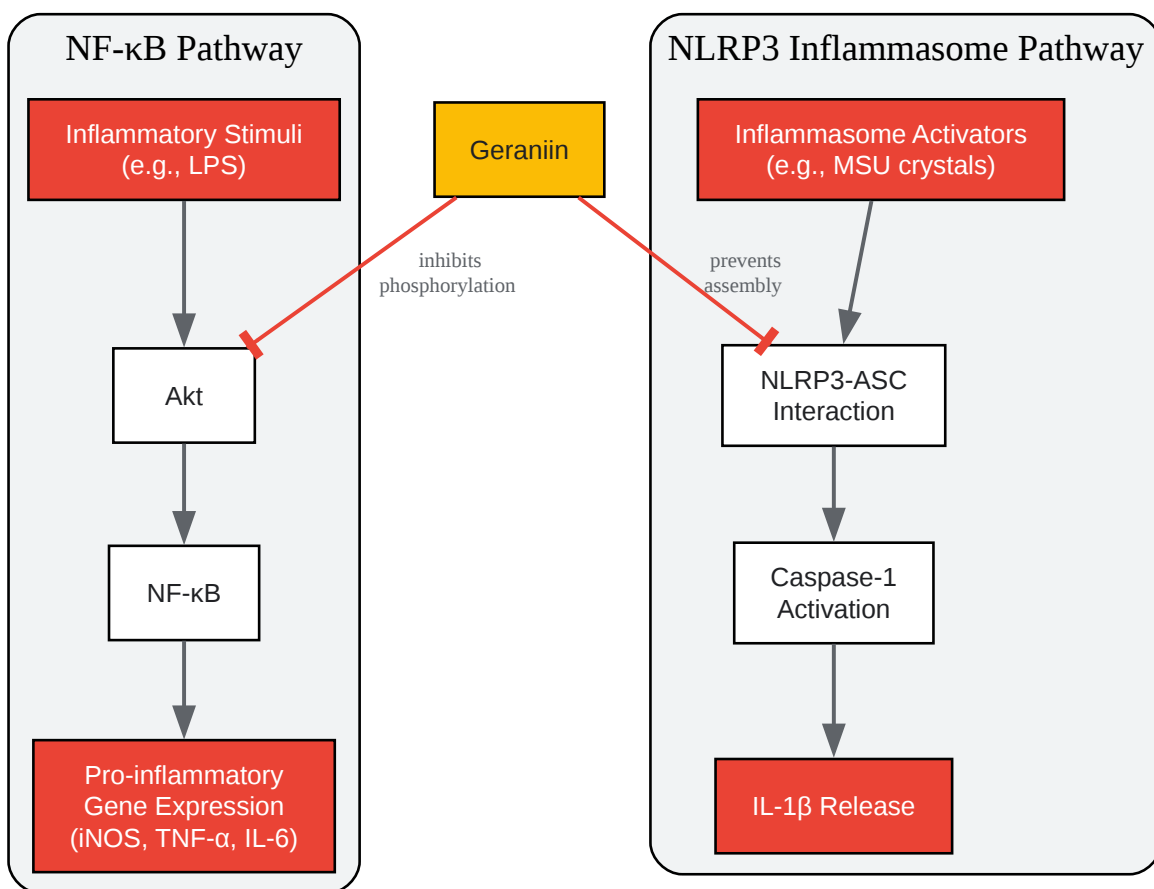 NF-κB Pathway
Inflammatory Stimuli
(e.g., LPS)
Akt
NF-κB
Pro-inflammatory
Gene Expression
(iNOS, TNF-α, IL-6)
Geraniin
inhibits
phosphorylation
prevents
assembly
NLRP3 Inflammasome Pathway
Inflammasome Activators
(e.g., MSU crystals)
NLRP3-ASC
Interaction
Caspase-1
Activation
IL-1β Release